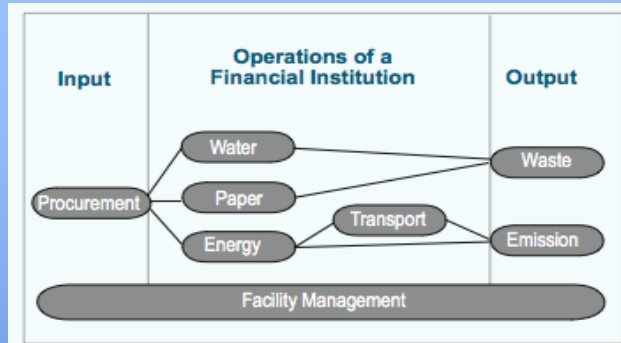 Input
Operations of a
Financial Institution
Output
Water
Waste
Procurement
Paper
Transport
Energy
Emission
Facility Management